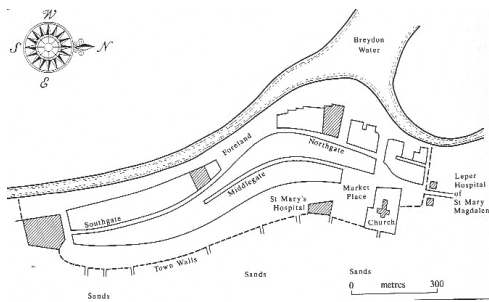 W
S N
E
Breydon
Water
Foreland
Northgate
Middlegate
Southgate
Market
Place
St Mary's
Hospital
Church
Leper
Hospital
of
St Mary
Magdalen
Town Walls
Sands
Sands
Sands
0 metres 300